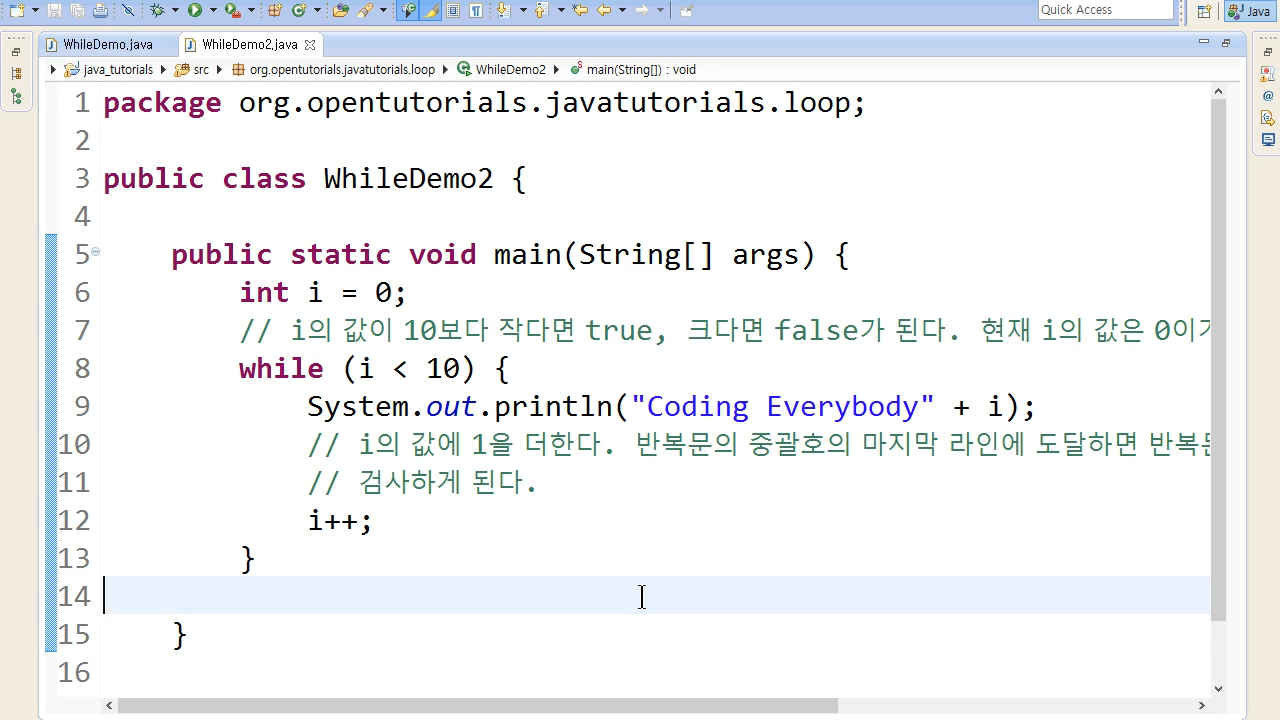 Quick Access
Java
WhileDemo.java
WhileDemo2.java
java_tutorials
src
org.opentutorials.javatutorials.loop
WhileDemo2
main(String[]) : void
1 package org.opentutorials.javatutorials.loop;
2
3 public class WhileDemo2 {
4
5 public static void main(String[] args) {
6 int i = 0;
7 // i의 값이 10보다 작다면 true, 크다면 false가 된다. 현재 i의 값은 0이
8 while (i < 10) {
9 System.out.println("Coding Everybody" + i);
10 // i의 값에 1을 더한다. 반복문의 중괄호의 마지막 라인에 도달하면
11 // 검사하게 된다.
12 i++;
13 }
14
15 }
16